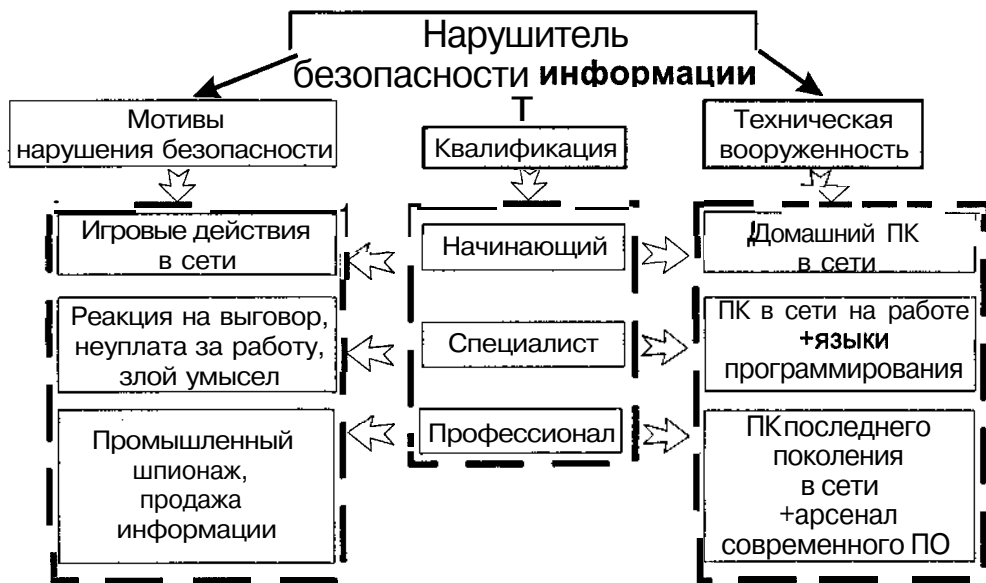 Нарушитель
безопасности информации
Мотивы
нарушения безопасности
Квалификация
Техническая
вооруженность
Игровые действия
в сети
Начинающий
Домашний ПК
в сети
Реакция на выговор,
неуплата за работу,
злой умысел
Специалист
ПК в сети на работе
+языки
программирования
Промышленный
шпионаж,
продажа
информации
Профессионал
ПК последнего
поколения
в сети
+арсенал
современного ПО